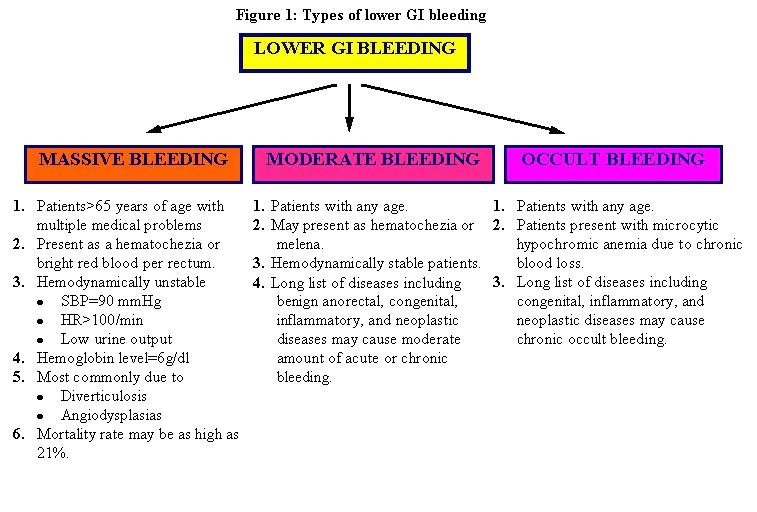 Figure 1: Types of lower GI bleeding
LOWER GI BLEEDING
MASSIVE BLEEDING
1. Patients>65 years of age with
multiple medical problems
2. Present as a hematochezia or
bright red blood per rectum.
3. Hemodynamically unstable
• SBP=90 mmHg
• HR>100/min
• Low urine output
4. Hemoglobin level=6g/dl
5. Most commonly due to
• Diverticulosis
• Angiodysplasias
6. Mortality rate may be as high as
21%.
MODERATE BLEEDING
1. Patients with any age.
2. May present as hematochezia or
melena.
3. Hemodynamically stable patients.
4. Long list of diseases including
benign anorectal, congenital,
inflammatory, and neoplastic
diseases may cause moderate
amount of acute or chronic
bleeding.
OCCULT BLEEDING
1. Patients with any age.
2. Patients present with microcytic
hypochromic anemia due to chronic
blood loss.
3. Long list of diseases including
congenital, inflammatory, and
neoplastic diseases may cause
chronic occult bleeding.